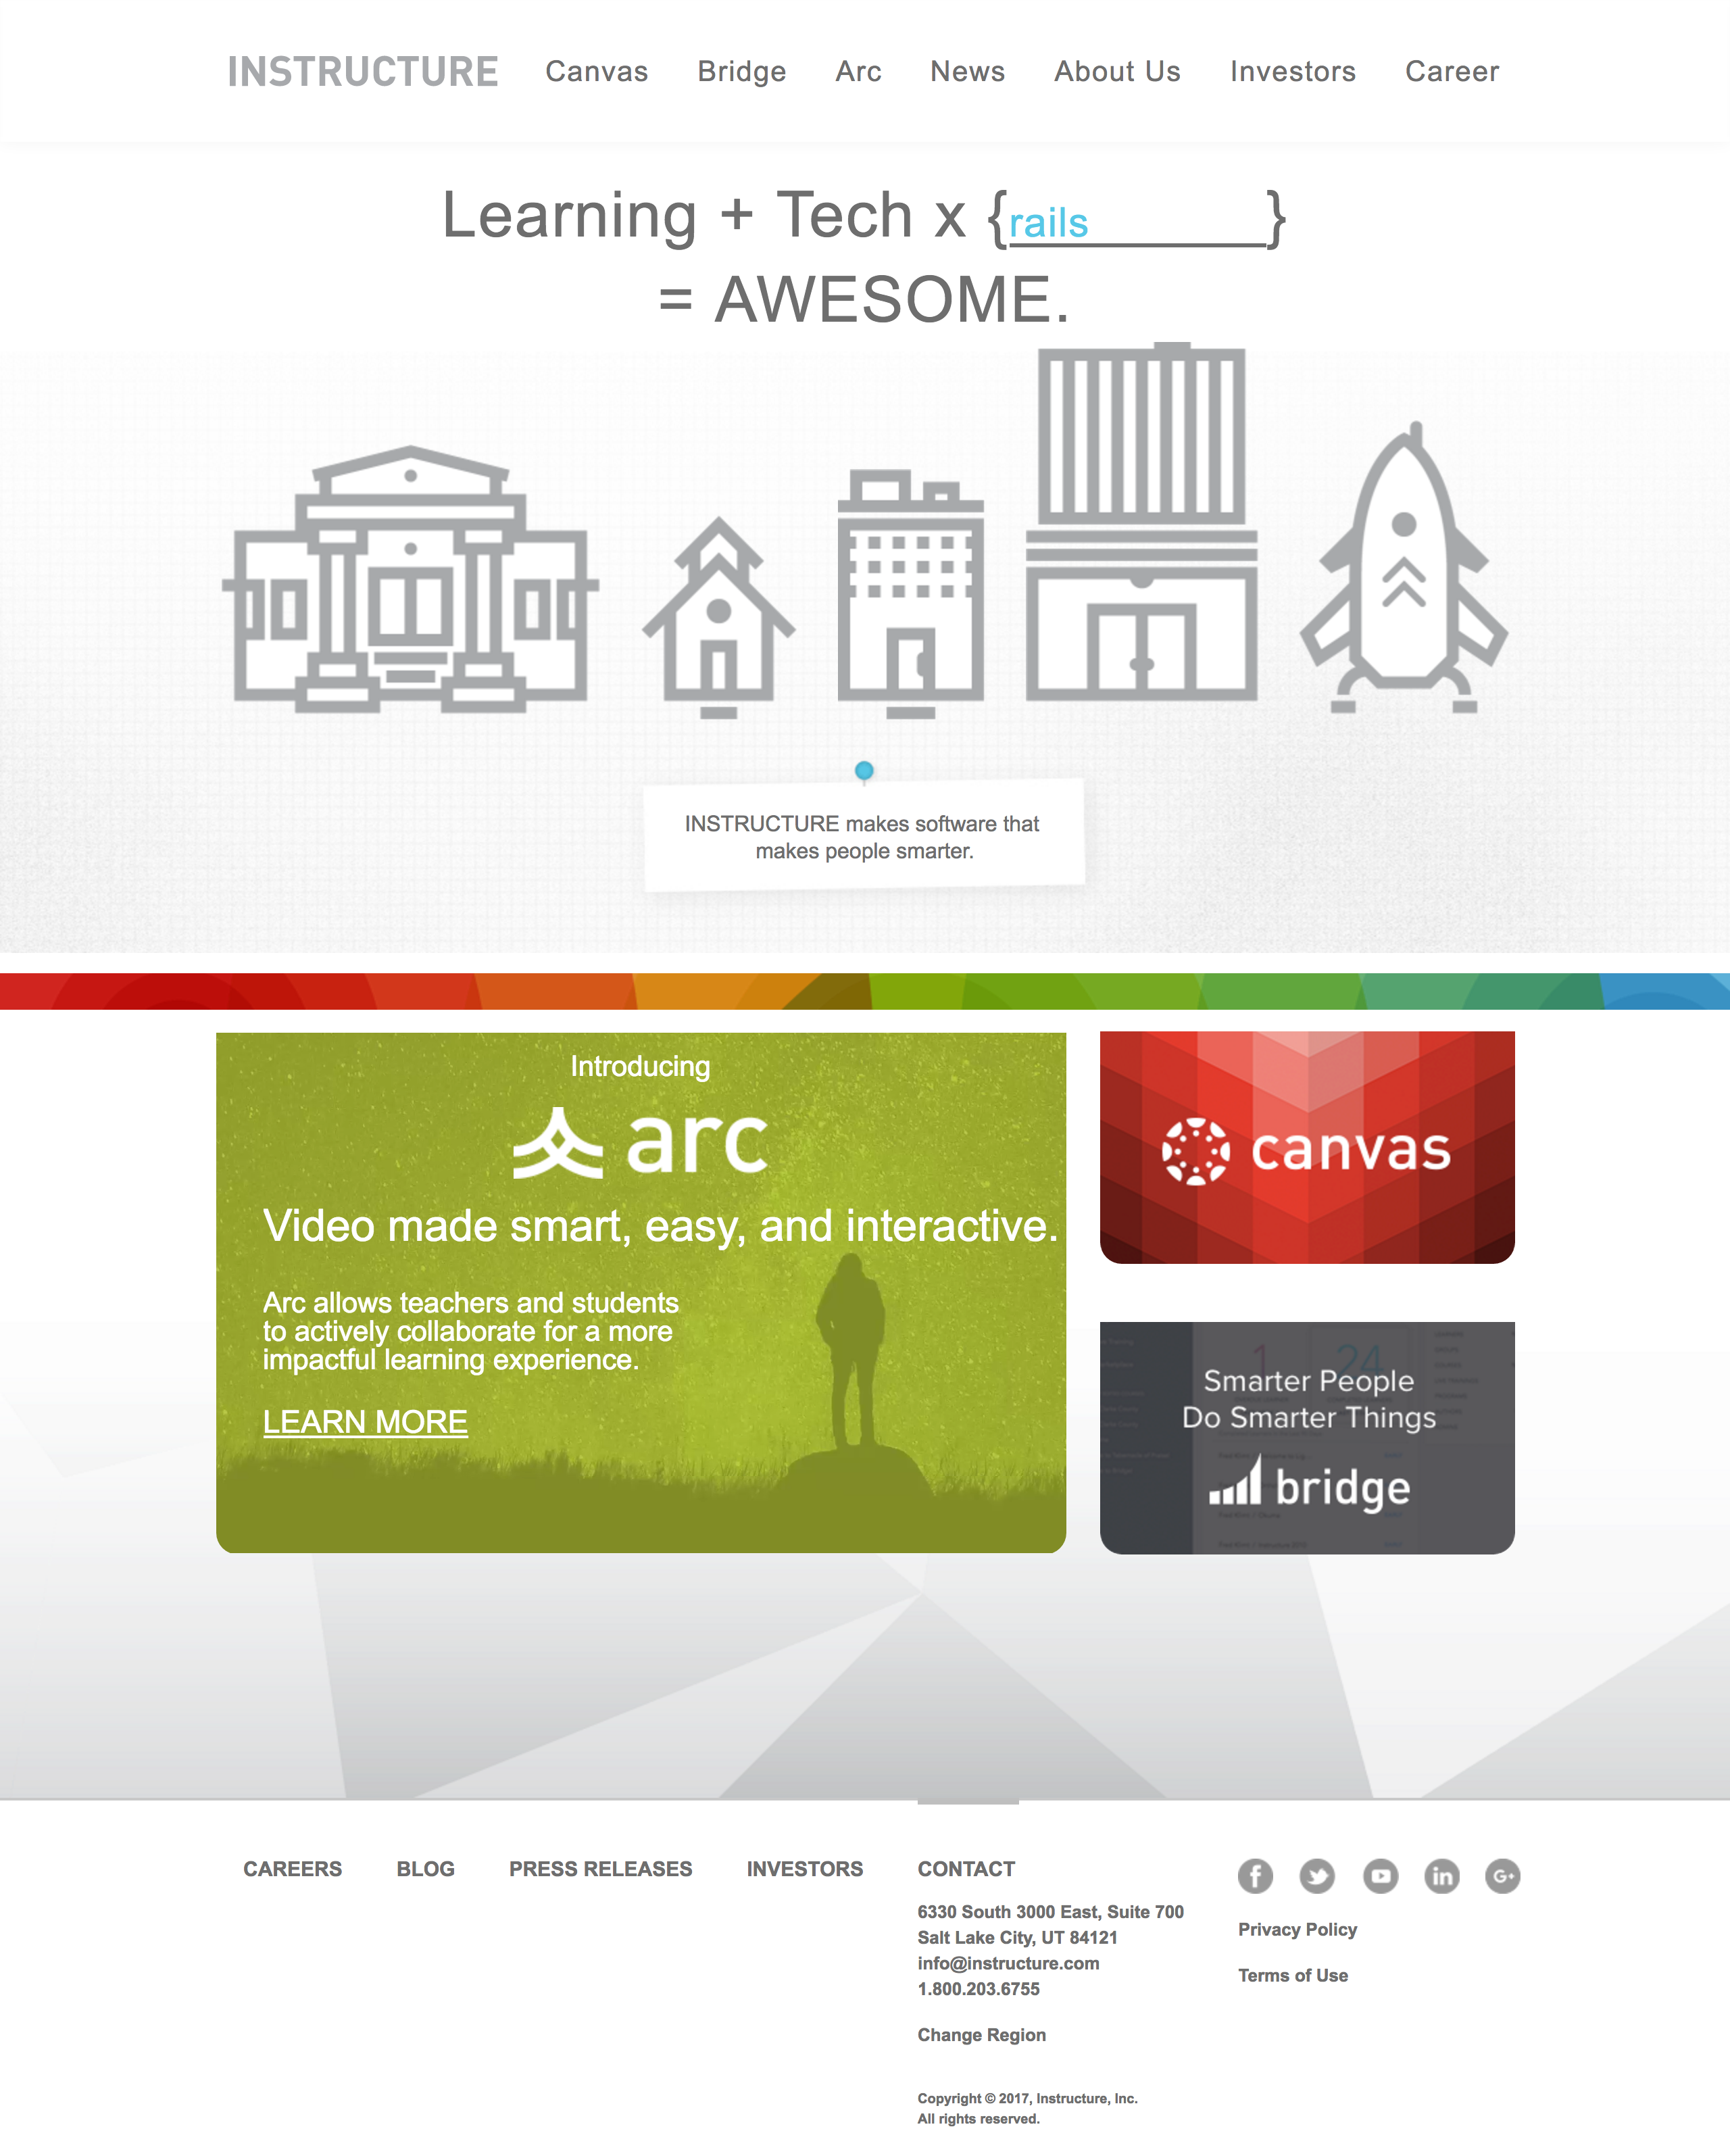 INSTRUCTURE Canvas Bridge Arc News About Us Investors Career
Learning + Tech x {rails}
= AWESOME.
INSTRUCTURE makes software that
makes people smarter.
Introducing
arc
Video made smart, easy, and interactive.
Arc allows teachers and students
to actively collaborate for a more
impactful learning experience.
LEARN MORE
canvas
1 24
Smarter People
Do Smarter Things
bridge
CAREERS BLOG PRESS RELEASES INVESTORS
CONTACT
6330 South 3000 East, Suite 700
Salt Lake City, UT 84121
info@instructure.com
1.800.203.6755
Change Region
Copyright © 2017, Instructure, Inc.
All rights reserved.
f in G+
Privacy Policy
Terms of Use